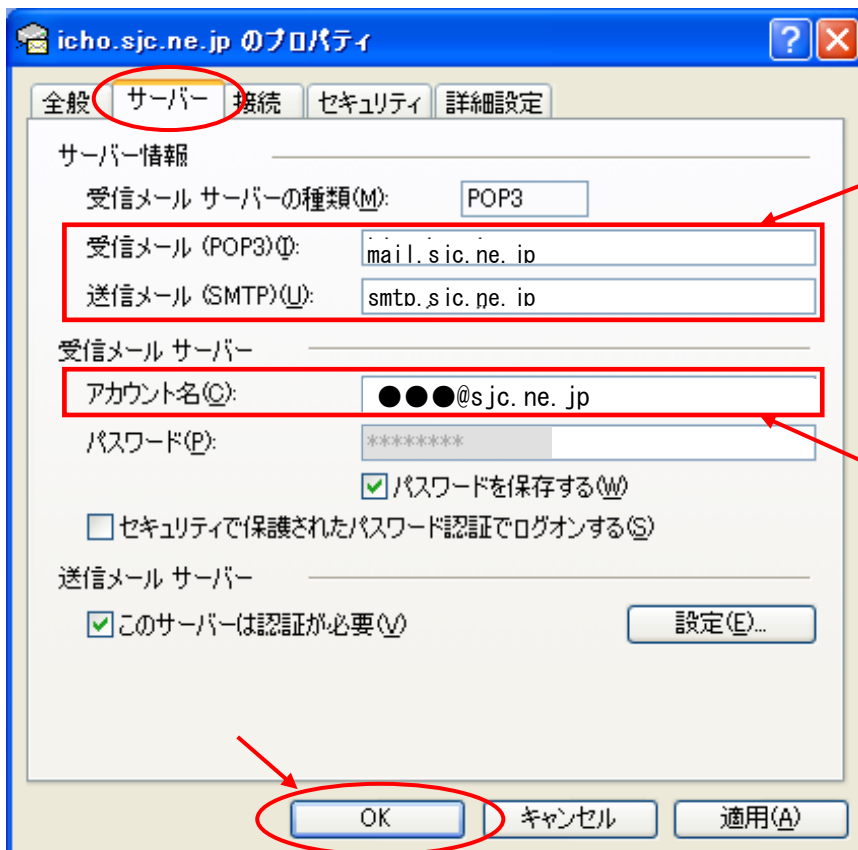 icho.sjc.ne.jp のプロパティ
全般 サーバー 接続 セキュリティ 詳細設定
サーバー情報
受信メール サーバーの種類(M): POP3
受信メール (POP3)(I): mail.sjc.ne.jp
送信メール (SMTP)(U): smtp.sjc.ne.jp
受信メール サーバー
アカウント名(C): ●●●@sjc.ne.jp
パスワード(P): ********
パスワードを保存する(W)
セキュリティで保護されたパスワード認証でログオンする(S)
送信メール サーバー
このサーバーは認証が必要(V) 設定(E)...
OK キャンセル 適用(A)